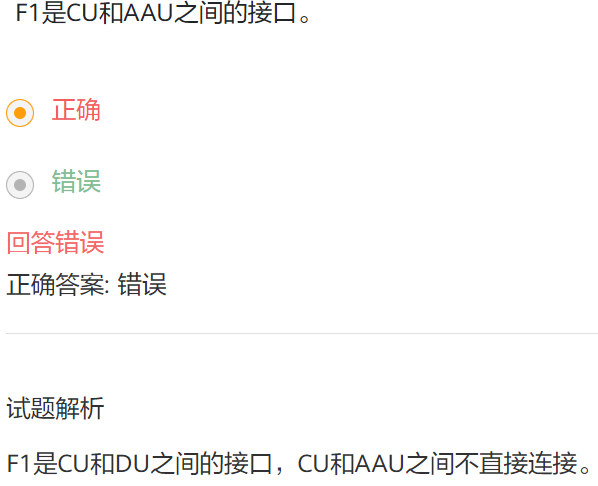 F1是CU和AAU之间的接口。
正确
错误
回答错误
正确答案: 错误
试题解析
F1是CU和DU之间的接口，CU和AAU之间不直接连接。